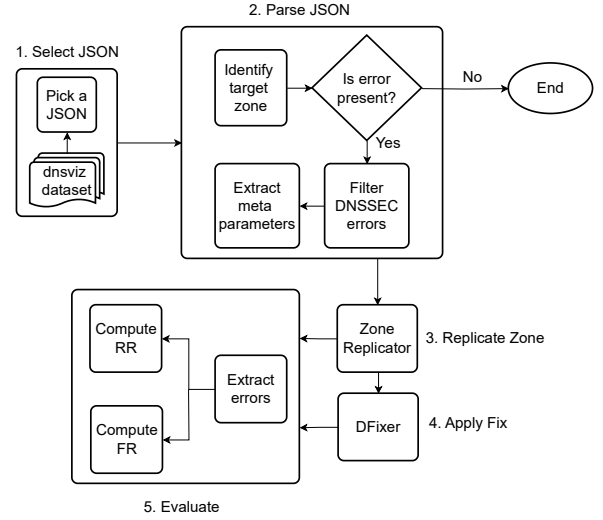 2. Parse JSON
1. Select JSON
Pick a
JSON
dnsviz
dataset
Identify
target
zone
Is error
present?
No
End
Yes
Extract
meta
parameters
Filter
DNSSEC
errors
Zone
Replicator
3. Replicate Zone
Compute
RR
Extract
errors
DFixer
4. Apply Fix
Compute
FR
5. Evaluate